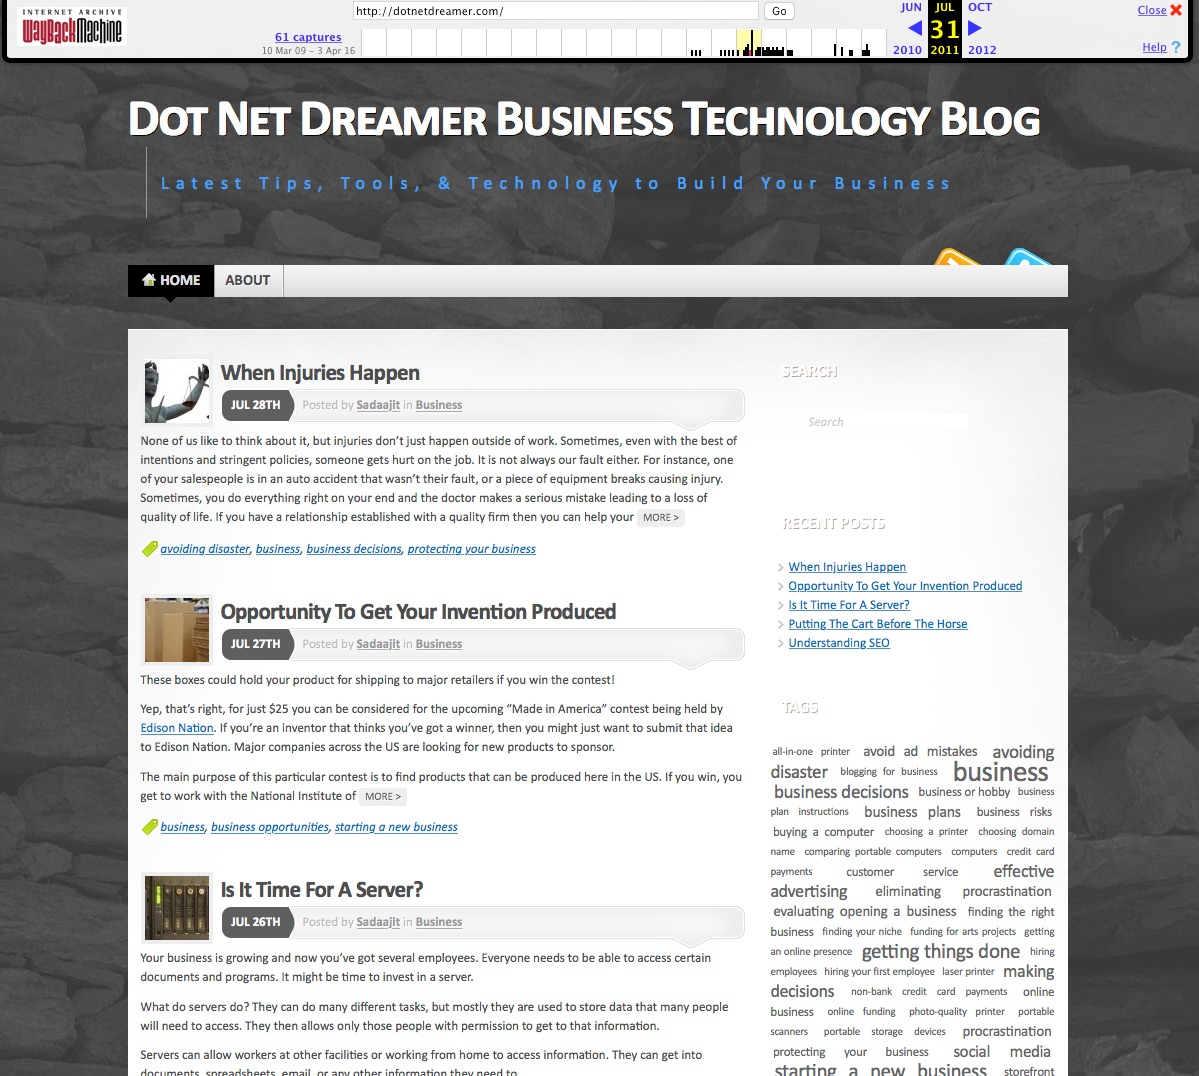 INTERNET ARCHIVE
WayBackMachine
http://dotnetdreamer.com/
Go
61 captures
10 Mar 09 – 3 Apr 16
JUN
JUL
OCT
31
2010
2011
2012
Close
Help ?
Dot Net Dreamer Business Technology Blog
Latest Tips, Tools, & Technology to Build Your Business
HOME
ABOUT
When Injuries Happen
JUL 28TH
Posted by Sadaajit in Business
None of us like to think about it, but injuries don't just happen outside of work. Sometimes, even with the best of
intentions and stringent policies, someone gets hurt on the job. It is not always our fault either. For instance, one
of your salespeople is in an auto accident that wasn't their fault, or a piece of equipment breaks causing injury.
Sometimes, you do everything right on your end and the doctor makes a serious mistake leading to a loss of
quality of life. If you have a relationship established with a quality firm then you can help your MORE >
avoiding disaster, business, business decisions, protecting your business
Opportunity To Get Your Invention Produced
JUL 27TH
Posted by Sadaajit in Business
These boxes could hold your product for shipping to major retailers if you win the contest!
Yep, that's right, for just $25 you can be considered for the upcoming “Made in America” contest being held by
Edison Nation. If you're an inventor that thinks you've got a winner, then you might just want to submit that idea
to Edison Nation. Major companies across the US are looking for new products to sponsor.
The main purpose of this particular contest is to find products that can be produced here in the US. If you win, you
get to work with the National Institute of MORE >
business, business opportunities, starting a new business
Is It Time For A Server?
JUL 26TH
Posted by Sadaajit in Business
Your business is growing and now you've got several employees. Everyone needs to be able to access certain
documents and programs. It might be time to invest in a server.
What do servers do? They can do many different tasks, but mostly they are used to store data that many people
will need to access. They then allows only those people with permission to get to that information.
Servers can allow workers at other facilities or working from home to access information. They can get into
documents, spreadsheets, email, or any other information they need to
SEARCH
Search
RECENT POSTS
When Injuries Happen
Opportunity To Get Your Invention Produced
Is It Time For A Server?
Putting The Cart Before The Horse
Understanding SEO
TAGS
all-in-one printer avoid ad mistakes avoiding
disaster blogging for business business
business decisions business or hobby business
plan instructions business plans business risks
buying a computer choosing a printer choosing domain
name comparing portable computers computers credit card
payments customer service effective
advertising eliminating procrastination
evaluating opening a business finding the right
business finding your niche funding for arts projects getting
an online presence getting things done hiring
employees hiring your first employee laser printer making
decisions non-bank credit card payments online
business online funding photo-quality printer portable
scanners portable storage devices procrastination
protecting your business social media
starting a new business storefront